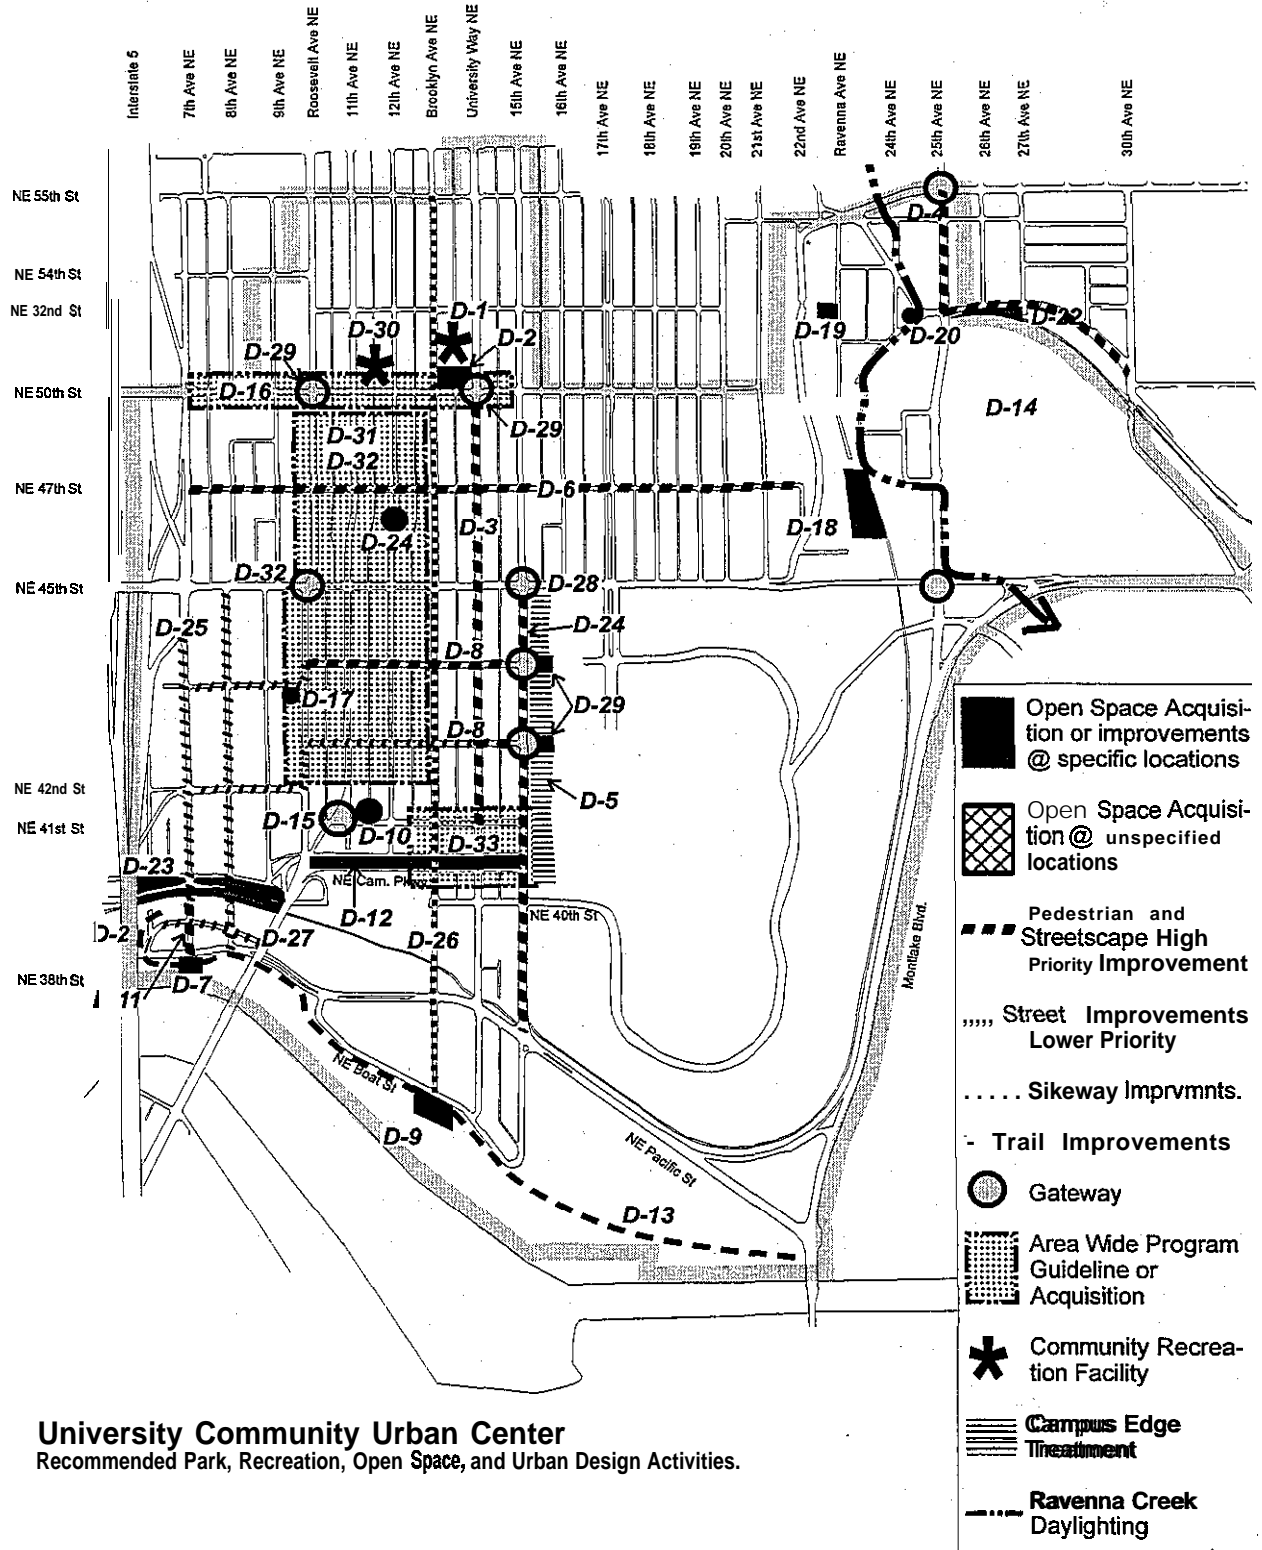 Interstate 5
7th Ave NE
8th Ave NE
9th Ave NE
Roosevelt Ave NE
11th Ave NE
12th Ave NE
Brooklyn Ave NE
University Way NE
15th Ave NE
16th Ave NE
17th Ave NE
18th Ave NE
19th Ave NE
20th Ave NE
21st Ave NE
22nd Ave NE
Ravenna Ave NE
24th Ave NE
25th Ave NE
26th Ave NE
27th Ave NE
30th Ave NE
NE 55th St
D-4
NE 54th St
NE 32nd St
D-1
D-30
D-2
D-19
D-20
D-22
D-29
D-16
NE 50th St
D-14
D-29
D-31
D-32
NE 47th St
D-6
D-3
D-18
D-24
D-32
D-28
NE 45th St
D-25
D-24
D-8
D-17
D-29
D-8
NE 42nd St
D-5
D-15
D-10
NE 41st St
D-33
D-23
NE Cam. Pkwy
D-12
NE 40th St
D-2
D-27
D-26
Montlake Blvd.
NE 38th St
D-7
11
NE Boat St
D-9
NE Pacific St
D-13
Open Space Acquisi-
tion or improvements
@ specific locations
Open Space Acquisi-
tion @ unspecified
locations
Pedestrian and
Streetscape High
Priority Improvement
,,,,, Street Improvements
Lower Priority
. . . . . Sikeway Imprvmnts.
- Trail Improvements
Gateway
Area Wide Program
Guideline or
Acquisition
Community Recrea-
tion Facility
Campus Edge
Treatment
Ravenna Creek
Daylighting
University Community Urban Center
Recommended Park, Recreation, Open Space, and Urban Design Activities.